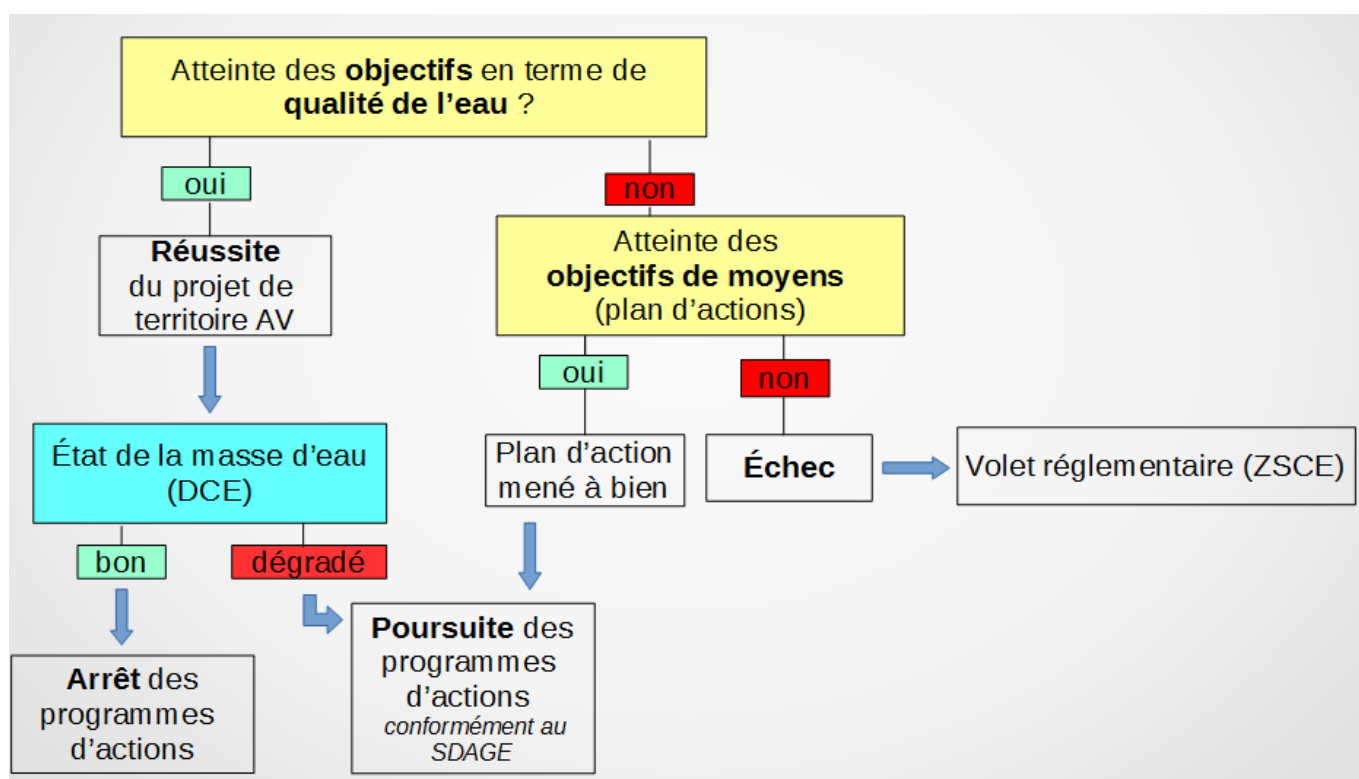 Atteinte des objectifs en terme de
qualité de l'eau ?
oui
non
Réussite
du projet de
territoire AV
Atteinte des
objectifs de moyens
(plan d'actions)
oui
non
État de la masse d'eau
(DCE)
Plan d'action
mené à bien
Échec
Volet réglementaire (ZSCE)
bon
dégradé
Arrêt des
programmes
d'actions
Poursuite des
programmes
d'actions
conformément au
SDAGE